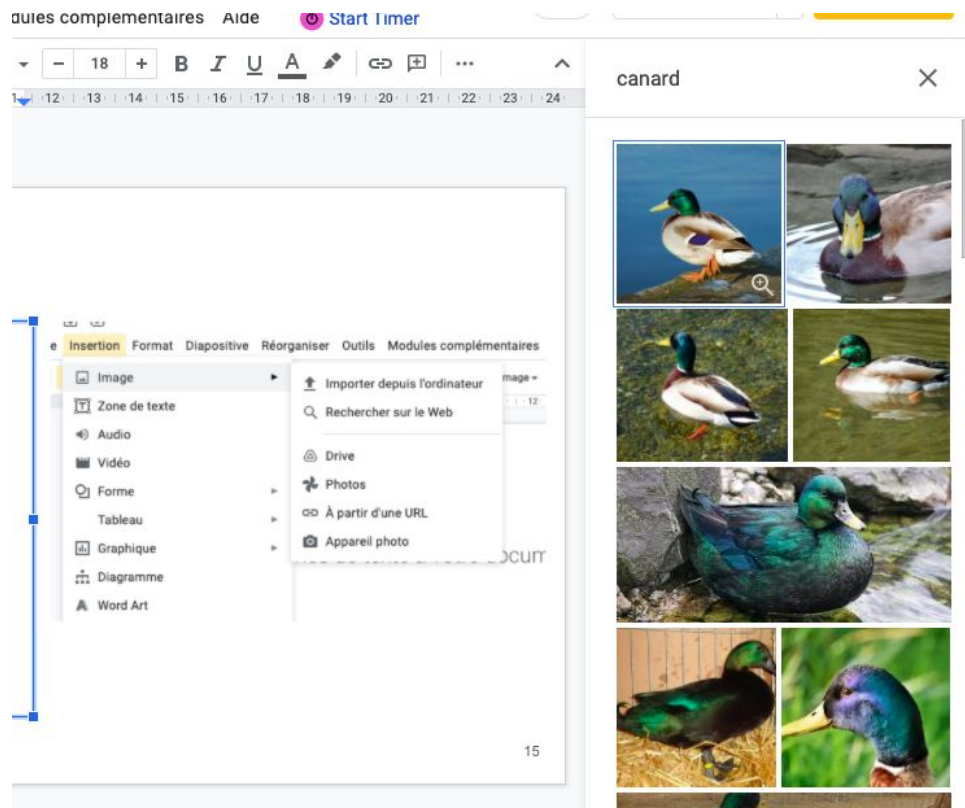 dules complémentaires Aide Start Timer
18 B I U A
12 13 14 15 16 17 18 19 20 21 22 23 24
canard
e Insertion Format Diapositive Réorganiser Outils Modules complémentaires
Image
Importer depuis l'ordinateur
mage
Zone de texte
Rechercher sur le Web
12
Audio
Vidéo
Drive
Forme
Photos
Tableau
À partir d'une URL
Graphique
Appareil photo
Diagramme
Word Art
15